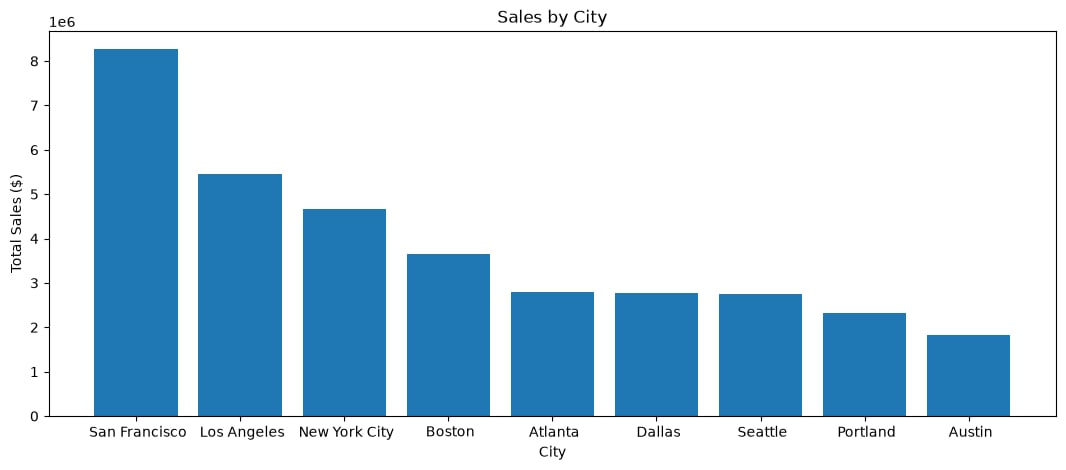 Sales by City
1e6
Total Sales ($)
8
7
6
5
4
3
2
1
0
San Francisco Los Angeles New York City Boston Atlanta Dallas Seattle Portland Austin
City